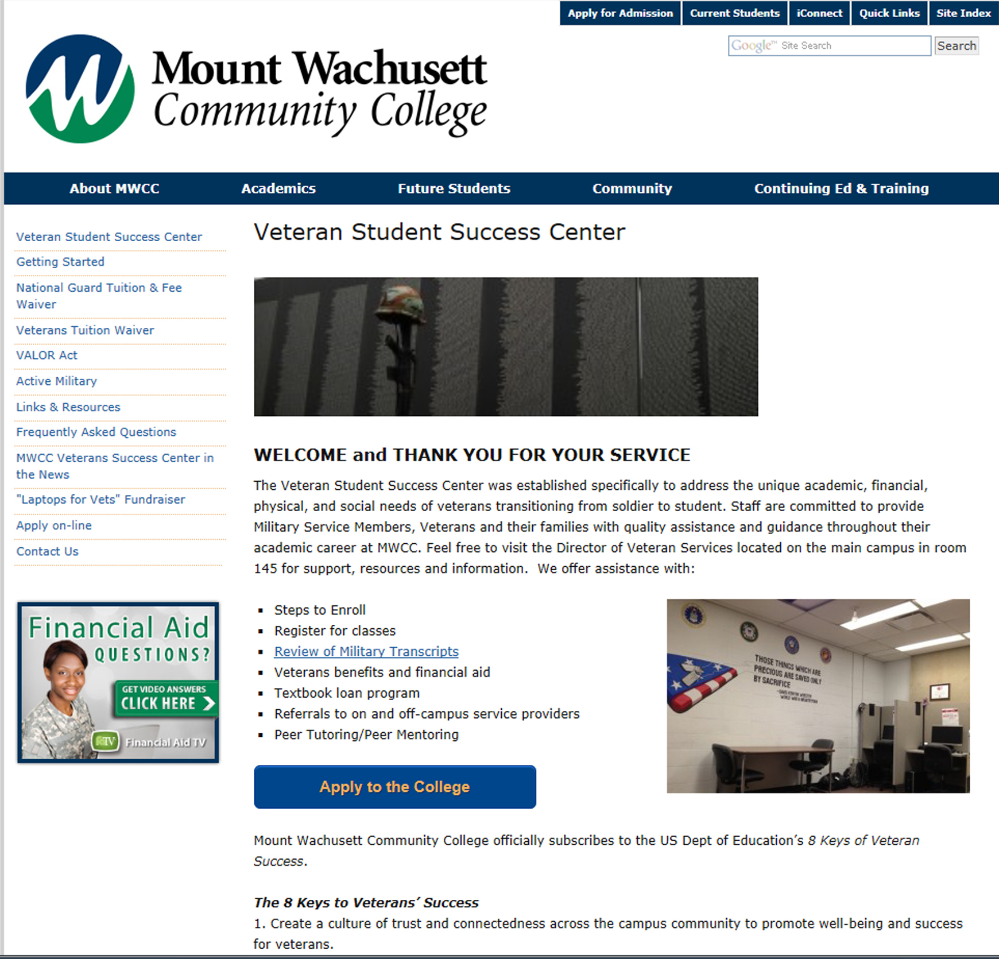 Apply for Admission
Current Students
iConnect
Quick Links
Site Index
Google™ Site Search
Search
Mount Wachusett
Community College
About MWCC
Academics
Future Students
Community
Continuing Ed & Training
Veteran Student Success Center
Getting Started
National Guard Tuition & Fee
Waiver
Veterans Tuition Waiver
VALOR Act
Active Military
Links & Resources
Frequently Asked Questions
MWCC Veterans Success Center in
the News
"Laptops for Vets" Fundraiser
Apply on-line
Contact Us
Financial Aid
QUESTIONS?
GET VIDEO ANSWERS
CLICK HERE
TV
Financial Aid TV
Veteran Student Success Center
WELCOME and THANK YOU FOR YOUR SERVICE
The Veteran Student Success Center was established specifically to address the unique academic, financial,
physical, and social needs of veterans transitioning from soldier to student. Staff are committed to provide
Military Service Members, Veterans and their families with quality assistance and guidance throughout their
academic career at MWCC. Feel free to visit the Director of Veteran Services located on the main campus in room
145 for support, resources and information.  We offer assistance with:
▪ Steps to Enroll
▪ Register for classes
▪ Review of Military Transcripts
▪ Veterans benefits and financial aid
▪ Textbook loan program
▪ Referrals to on and off-campus service providers
▪ Peer Tutoring/Peer Mentoring
THOSE THINGS WHICH ARE
PRECIOUS ARE SAVED ONLY
BY SACRIFICE
Apply to the College
Mount Wachusett Community College officially subscribes to the US Dept of Education’s 8 Keys of Veteran
Success.
The 8 Keys to Veterans’ Success
1. Create a culture of trust and connectedness across the campus community to promote well-being and success
for veterans.